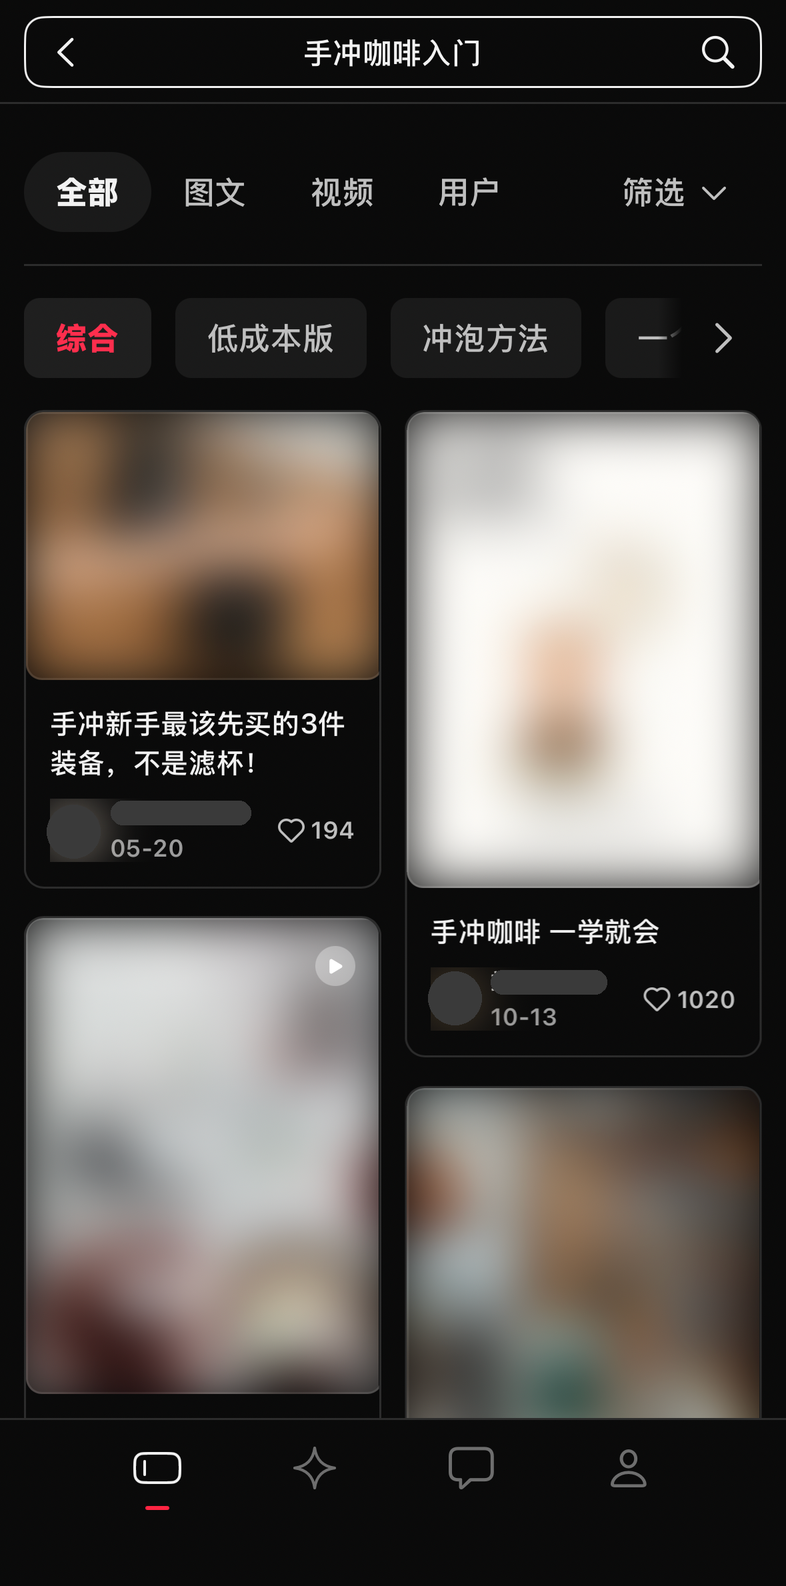 手冲咖啡入门
全部 图文 视频 用户 筛选
综合 低成本版 冲泡方法
手冲新手最该先买的3件
装备，不是滤杯！
05-20 194
手冲咖啡 一学就会
10-13 1020